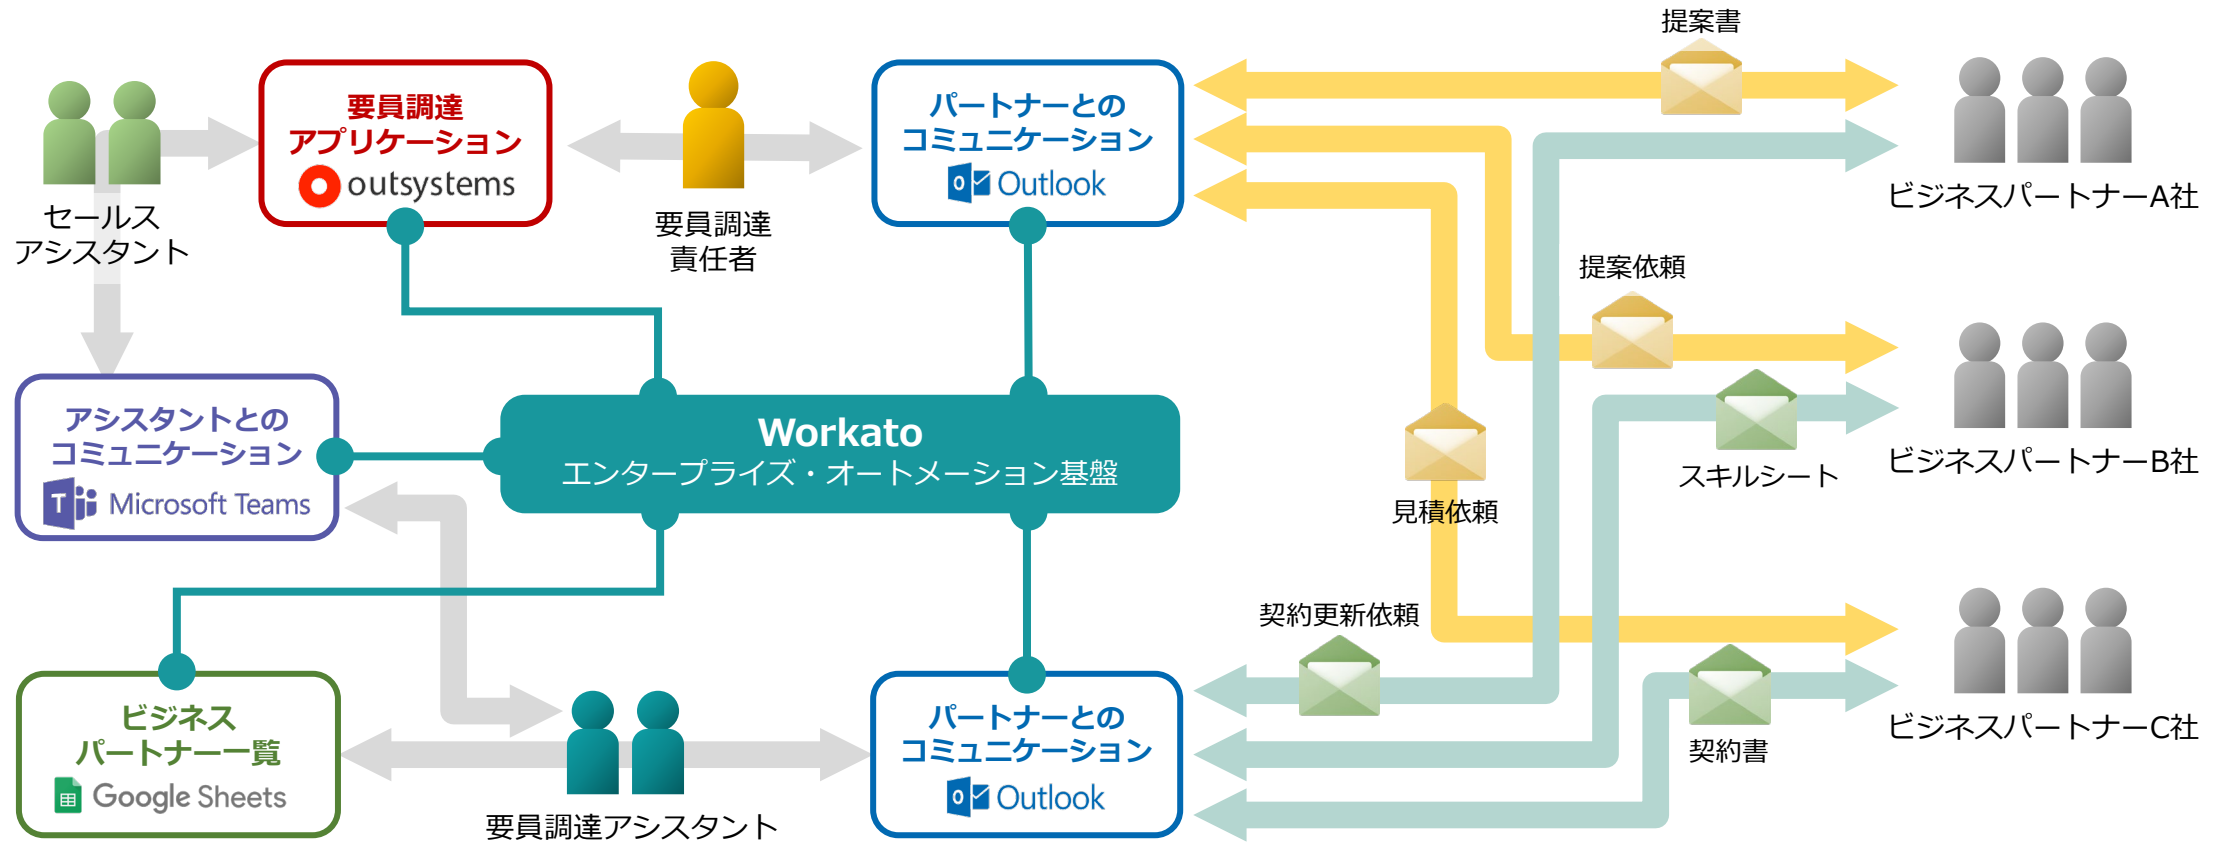 提案書
要員調達
アプリケーション
outsystems
パートナーとの
コミュニケーション
Outlook
セールス
アシスタント
要員調達
責任者
ビジネスパートナーA社
提案依頼
アシスタントとの
コミュニケーション
Microsoft Teams
Workato
エンタープライズ・オートメーション基盤
スキルシート
ビジネスパートナーB社
見積依頼
契約更新依頼
ビジネス
パートナー一覧
Google Sheets
パートナーとの
コミュニケーション
Outlook
契約書
ビジネスパートナーC社
要員調達アシスタント